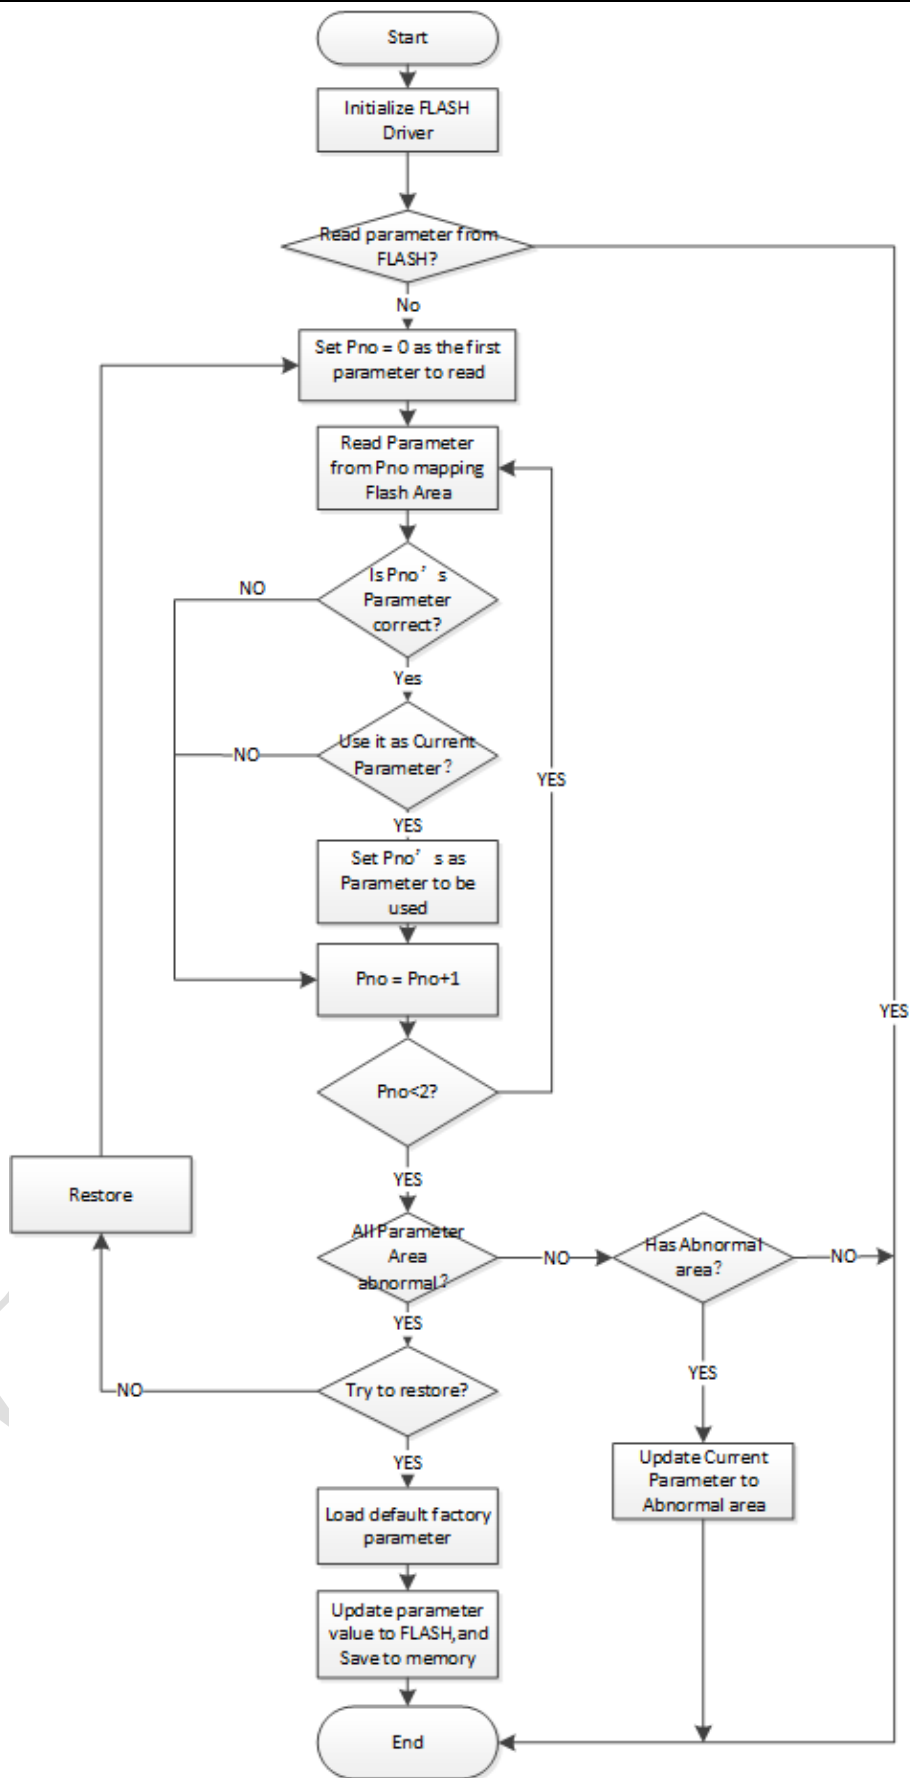 Start
Initialize FLASH
Driver
Read parameter from
FLASH?
No
Set Pno = 0 as the first
parameter to read
Read Parameter
from Pno mapping
Flash Area
Is Pno’ s
Parameter
correct?
NO
Yes
Use it as Current
Parameter?
NO
YES
YES
Set Pno’ s as
Parameter to be
used
Pno = Pno+1
YES
Pno<2?
YES
Restore
All Parameter
Area
abnormal?
NO
Has Abnormal
area?
NO
YES
Try to restore?
NO
YES
YES
Load default factory
parameter
Update Current
Parameter to
Abnormal area
Update parameter
value to FLASH,and
Save to memory
End